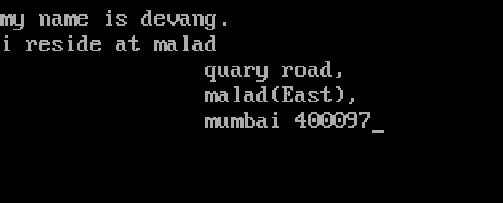 my name is devang.
i reside at malad
quary road,
malad(East),
mumbai 400097_